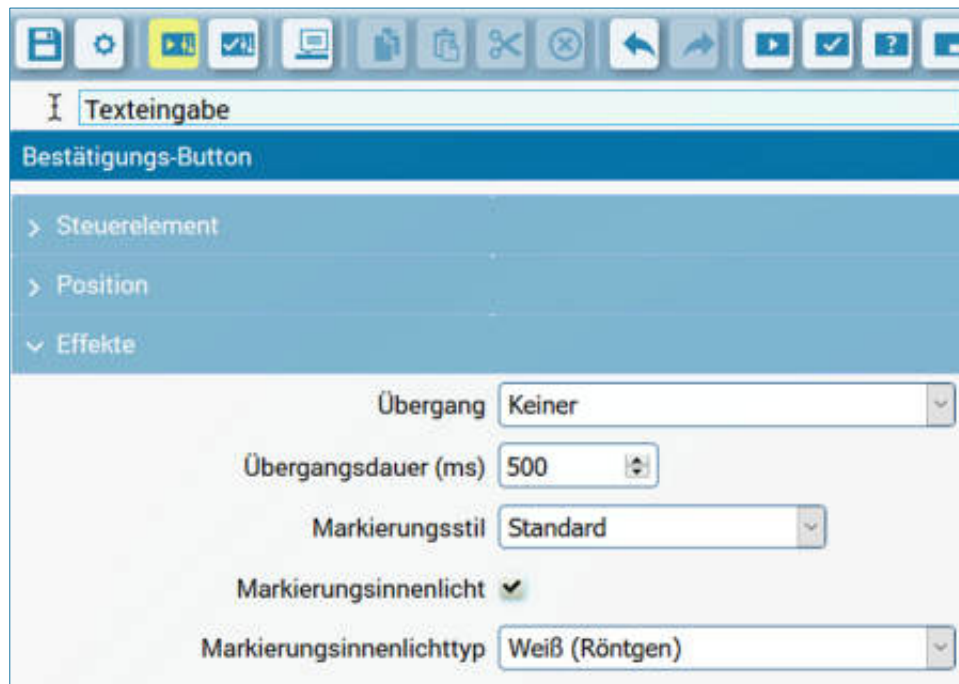 Texteingabe
Bestätigungs-Button
Steuerelement
Position
Effekte
Übergang Keiner
Übergangsdauer (ms) 500
Markierungsstil Standard
Markierungsinnenlicht
Markierungsinnenlichttyp Weiß (Röntgen)